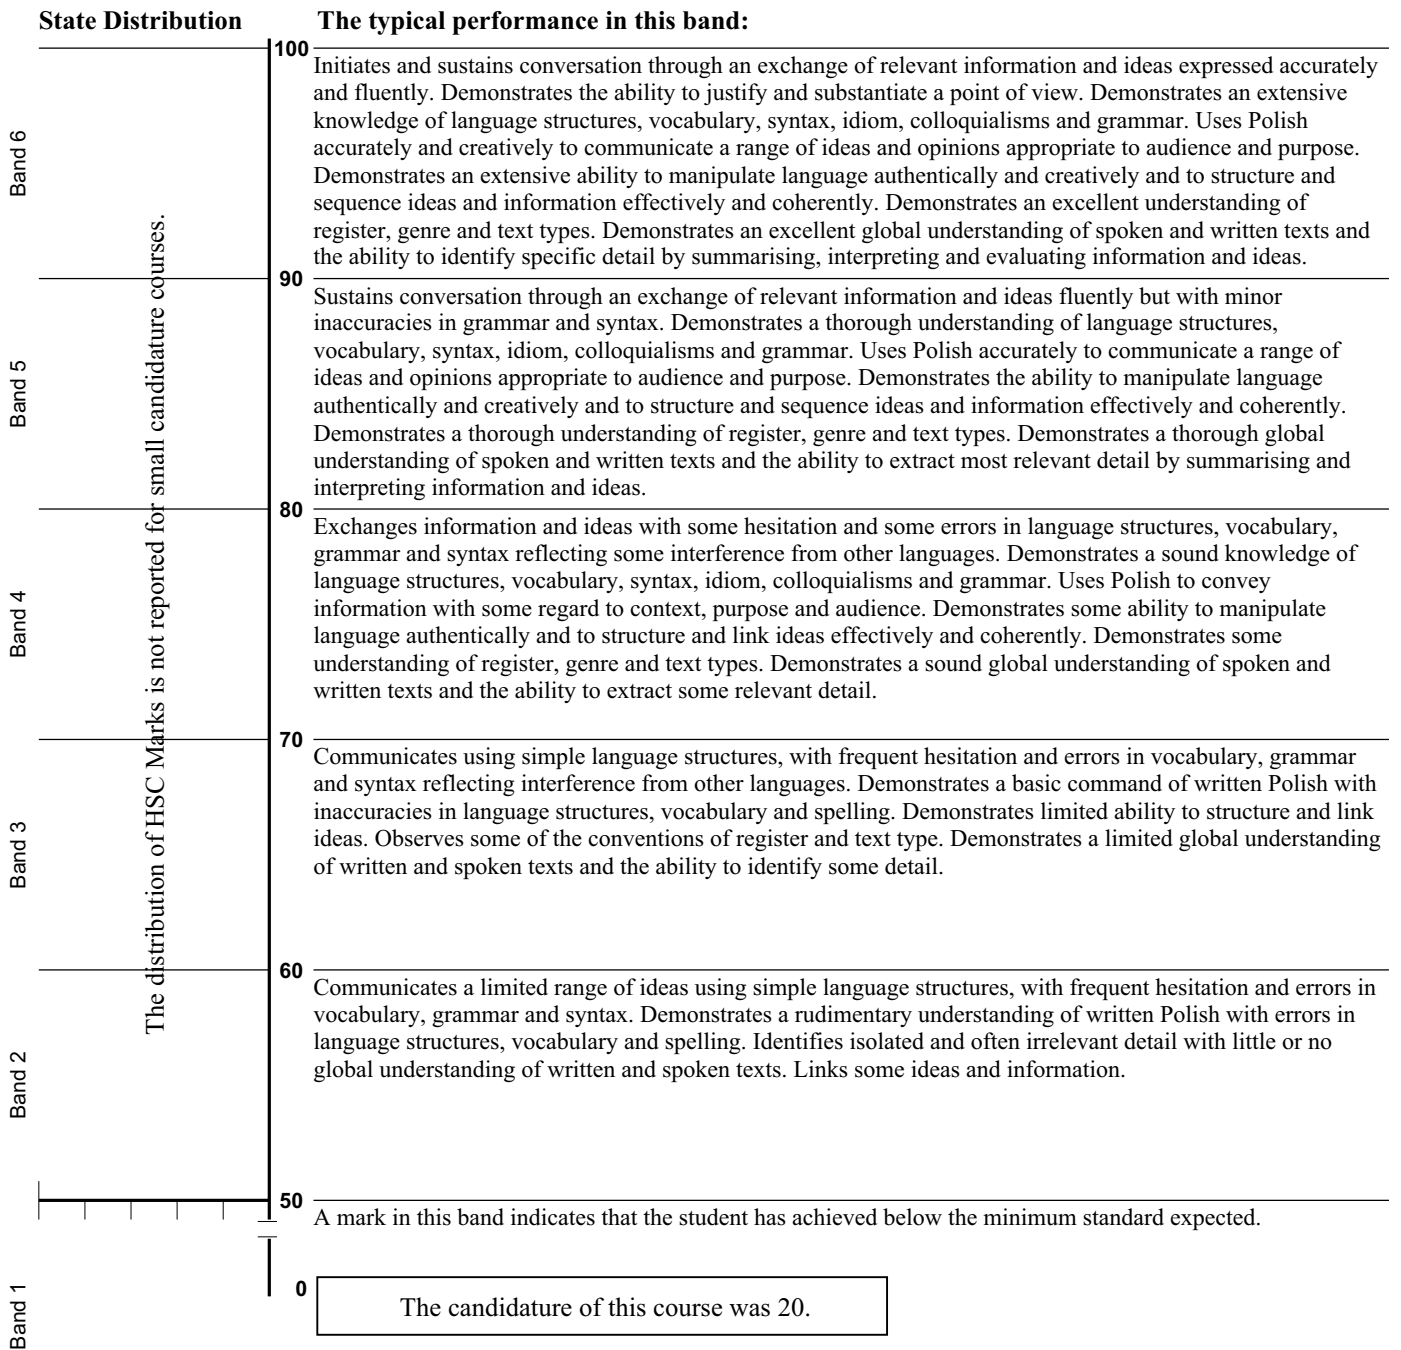 State Distribution
The typical performance in this band:
100
Band 6
Initiates and sustains conversation through an exchange of relevant information and ideas expressed accurately
and fluently. Demonstrates the ability to justify and substantiate a point of view. Demonstrates an extensive
knowledge of language structures, vocabulary, syntax, idiom, colloquialisms and grammar. Uses Polish
accurately and creatively to communicate a range of ideas and opinions appropriate to audience and purpose.
Demonstrates an extensive ability to manipulate language authentically and creatively and to structure and
sequence ideas and information effectively and coherently. Demonstrates an excellent understanding of
register, genre and text types. Demonstrates an excellent global understanding of spoken and written texts and
the ability to identify specific detail by summarising, interpreting and evaluating information and ideas.
90
Band 5
Sustains conversation through an exchange of relevant information and ideas fluently but with minor
inaccuracies in grammar and syntax. Demonstrates a thorough understanding of language structures,
vocabulary, syntax, idiom, colloquialisms and grammar. Uses Polish accurately to communicate a range of
ideas and opinions appropriate to audience and purpose. Demonstrates the ability to manipulate language
authentically and creatively and to structure and sequence ideas and information effectively and coherently.
Demonstrates a thorough understanding of register, genre and text types. Demonstrates a thorough global
understanding of spoken and written texts and the ability to extract most relevant detail by summarising and
interpreting information and ideas.
80
Band 4
Exchanges information and ideas with some hesitation and some errors in language structures, vocabulary,
grammar and syntax reflecting some interference from other languages. Demonstrates a sound knowledge of
language structures, vocabulary, syntax, idiom, colloquialisms and grammar. Uses Polish to convey
information with some regard to context, purpose and audience. Demonstrates some ability to manipulate
language authentically and to structure and link ideas effectively and coherently. Demonstrates some
understanding of register, genre and text types. Demonstrates a sound global understanding of spoken and
written texts and the ability to extract some relevant detail.
70
Band 3
Communicates using simple language structures, with frequent hesitation and errors in vocabulary, grammar
and syntax reflecting interference from other languages. Demonstrates a basic command of written Polish with
inaccuracies in language structures, vocabulary and spelling. Demonstrates limited ability to structure and link
ideas. Observes some of the conventions of register and text type. Demonstrates a limited global understanding
of written and spoken texts and the ability to identify some detail.
60
Band 2
Communicates a limited range of ideas using simple language structures, with frequent hesitation and errors in
vocabulary, grammar and syntax. Demonstrates a rudimentary understanding of written Polish with errors in
language structures, vocabulary and spelling. Identifies isolated and often irrelevant detail with little or no
global understanding of written and spoken texts. Links some ideas and information.
50
Band 1
A mark in this band indicates that the student has achieved below the minimum standard expected.
0
The candidature of this course was 20.
The distribution of HSC Marks is not reported for small candidature courses.